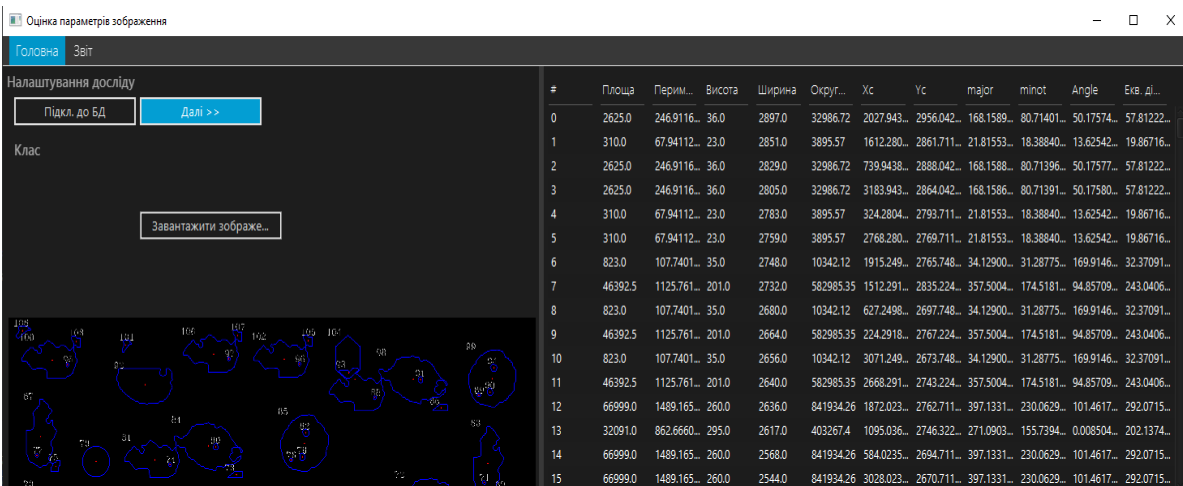 Оцінка параметрів зображення
Головна Звіт
Налаштування досліду
Підкл. до БД Далі >>
Клас
Завантажити зображе...
# Площа Перим... Висота Ширина Округ... Xc Yc major minot Angle Екв. ді...
0 2625.0 246.9116... 36.0 2897.0 32986.72 2027.943... 2956.042... 168.1589... 80.71401... 50.17574... 57.81222...
1 310.0 67.94112... 23.0 2851.0 3895.57 1612.280... 2861.711... 21.81553... 18.38840... 13.62542... 19.86716...
2 2625.0 246.9116... 36.0 2829.0 32986.72 739.9438... 2888.042... 168.1588... 80.71396... 50.17577... 57.81222...
3 2625.0 246.9116... 36.0 2805.0 32986.72 3183.943... 2864.042... 168.1586... 80.71391... 50.17580... 57.81222...
4 310.0 67.94112... 23.0 2783.0 3895.57 324.2804... 2793.711... 21.81553... 18.38840... 13.62542... 19.86716...
5 310.0 67.94112... 23.0 2759.0 3895.57 2768.280... 2769.711... 21.81553... 18.38840... 13.62542... 19.86716...
6 823.0 107.7401... 35.0 2748.0 10342.12 1915.249... 2765.748... 34.12900... 31.28775... 169.9146... 32.37091...
7 46392.5 1125.761... 201.0 2732.0 582985.35 1512.291... 2835.224... 357.5004... 174.5181... 94.85709... 243.0406...
8 823.0 107.7401... 35.0 2680.0 10342.12 627.2498... 2697.748... 34.12900... 31.28775... 169.9146... 32.37091...
9 46392.5 1125.761... 201.0 2664.0 582985.35 224.2918... 2767.224... 357.5004... 174.5181... 94.85709... 243.0406...
10 823.0 107.7401... 35.0 2656.0 10342.12 3071.249... 2673.748... 34.12900... 31.28775... 169.9146... 32.37091...
11 46392.5 1125.761... 201.0 2640.0 582985.35 2668.291... 2743.224... 357.5004... 174.5181... 94.85709... 243.0406...
12 66999.0 1489.165... 260.0 2636.0 841934.26 1872.023... 2762.711... 397.1331... 230.0629... 101.4617... 292.0715...
13 32091.0 862.6660... 295.0 2617.0 403267.4 1095.036... 2746.322... 271.0903... 155.7394... 0.008504... 202.1374...
14 66999.0 1489.165... 260.0 2568.0 841934.26 584.0235... 2694.711... 397.1331... 230.0629... 101.4617... 292.0715...
15 66999.0 1489.165... 260.0 2544.0 841934.26 3028.023... 2670.711... 397.1331... 230.0629... 101.4617... 292.0715...
107
101
102
85